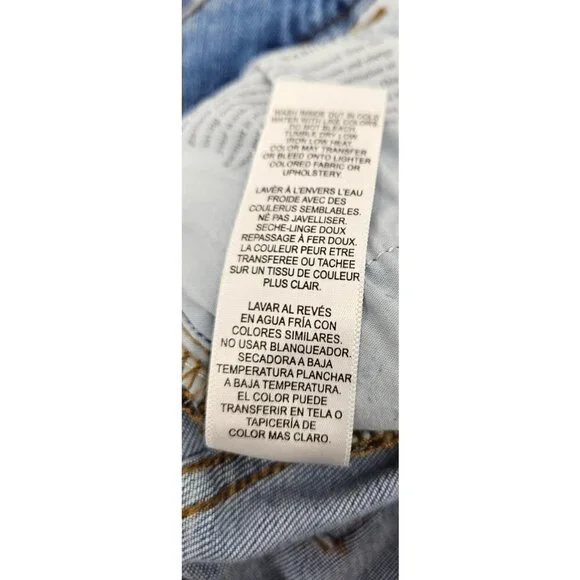 WASH INSIDE OUT IN COLD
WATER WITH LIKE COLORS.
DO NOT BLEACH.
TUMBLE DRY LOW.
IRON LOW HEAT.
COLOR MAY TRANSFER
OR BLEED ONTO LIGHTER
COLORED FABRIC OR
UPHOLSTERY.
LAVER À L'ENVERS L'EAU
FROIDE AVEC DES
COULERUS SEMBLABLES.
NÉ PAS JAVELLISER.
SECHE-LINGE DOUX
REPASSAGE À FER DOUX.
LA COULEUR PEUR ETRE
TRANSFEREE OU TACHEE
SUR UN TISSU DE COULEUR
PLUS CLAIR.
LAVAR AL REVÉS
EN AGUA FRÍA CON
COLORES SIMILARES.
NO USAR BLANQUEADOR.
SECADORA A BAJA
TEMPERATURA PLANCHAR
A BAJA TEMPERATURA.
EL COLOR PUEDE
TRANSFERIR EN TELA O
TAPICERÍA DE
COLOR MAS CLARO.